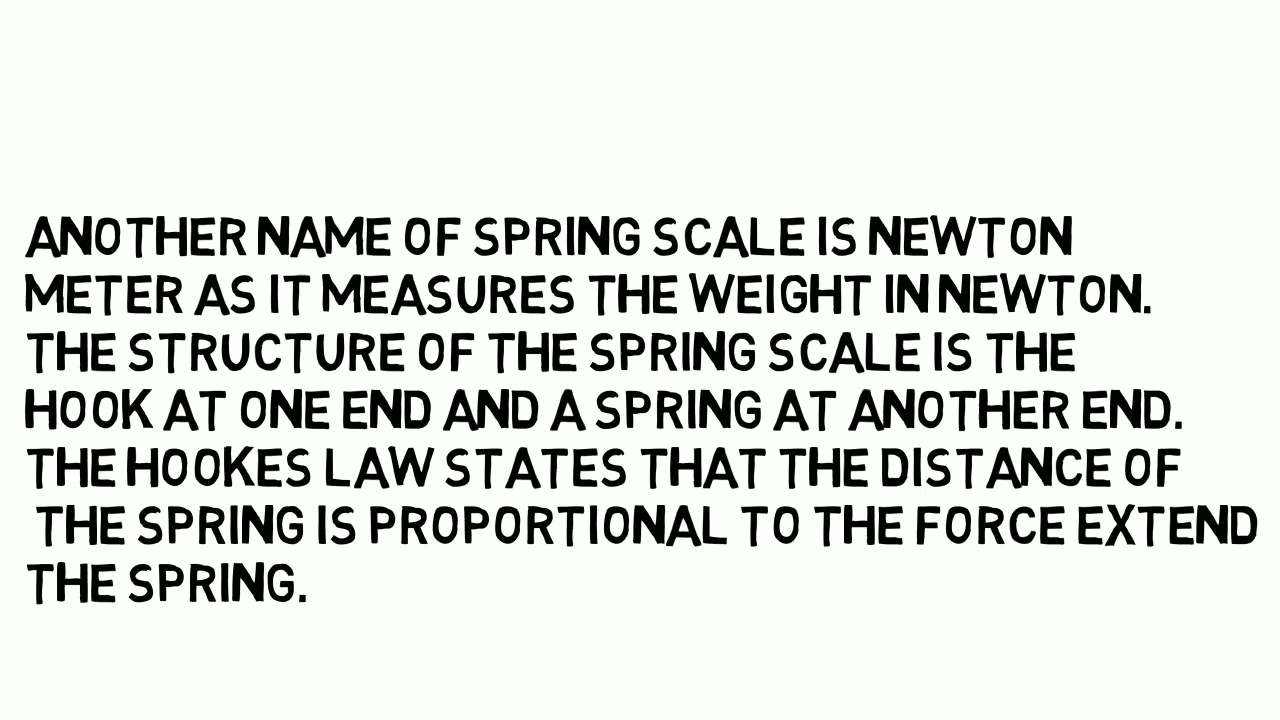 ANOTHER NAME OF SPRING SCALE IS NEWTON
METER AS IT MEASURES THE WEIGHT IN NEWTON.
THE STRUCTURE OF THE SPRING SCALE IS THE
HOOK AT ONE END AND A SPRING AT ANOTHER END.
THE HOOKES LAW STATES THAT THE DISTANCE OF
THE SPRING IS PROPORTIONAL TO THE FORCE EXTEND
THE SPRING.